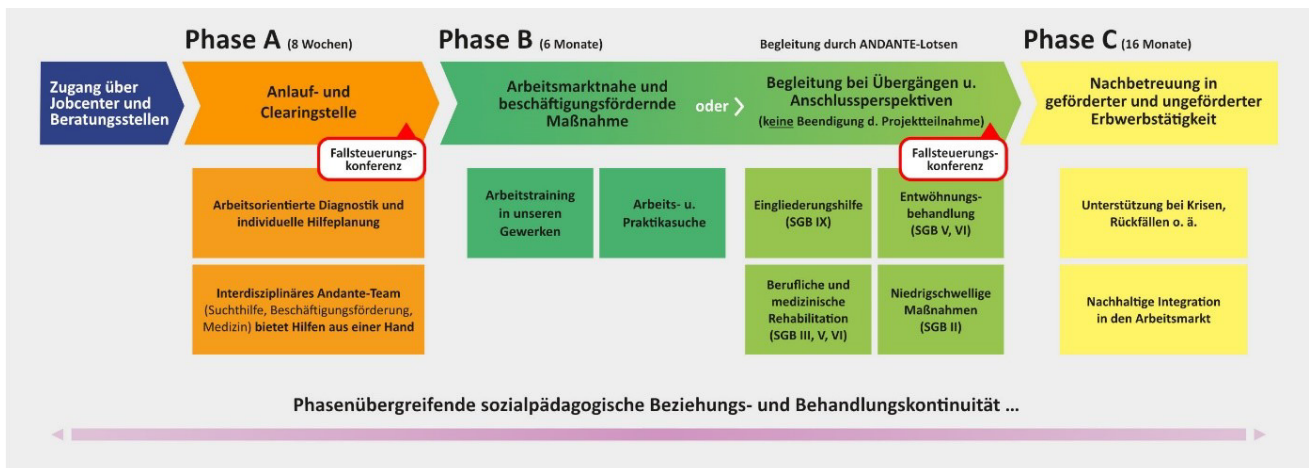 Phase A (8 Wochen)
Phase B (6 Monate)
Begleitung durch ANDANTE-Lotsen
Phase C (16 Monate)
Zugang über
Jobcenter und
Beratungsstellen
Anlauf- und
Clearingstelle
Fallsteuerungs-
konferenz
Arbeitsmarktnahe und
beschäftigungsfördernde
Maßnahme
oder
Begleitung bei Übergängen u.
Anschlussperspektiven
(keine Beendigung d. Projektteilnahme)
Fallsteuerungs-
konferenz
Nachbetreuung in
geförderter und ungeförderter
Erbwerbstätigkeit
Arbeitsorientierte Diagnostik und
individuelle Hilfeplanung
Interdisziplinäres Andante-Team
(Suchthilfe, Beschäftigungsförderung,
Medizin) bietet Hilfen aus einer Hand
Arbeitstraining
in unseren
Gewerken
Arbeits- u.
Praktikasuche
Eingliederungshilfe
(SGB IX)
Entwöhnungs-
behandlung
(SGB V, VI)
Berufliche und
medizinische
Rehabilitation
(SGB III, V, VI)
Niedrigschwellige
Maßnahmen
(SGB II)
Unterstützung bei Krisen,
Rückfällen o. ä.
Nachhaltige Integration
in den Arbeitsmarkt
Phasenübergreifende sozialpädagogische Beziehungs- und Behandlungskontinuität ...